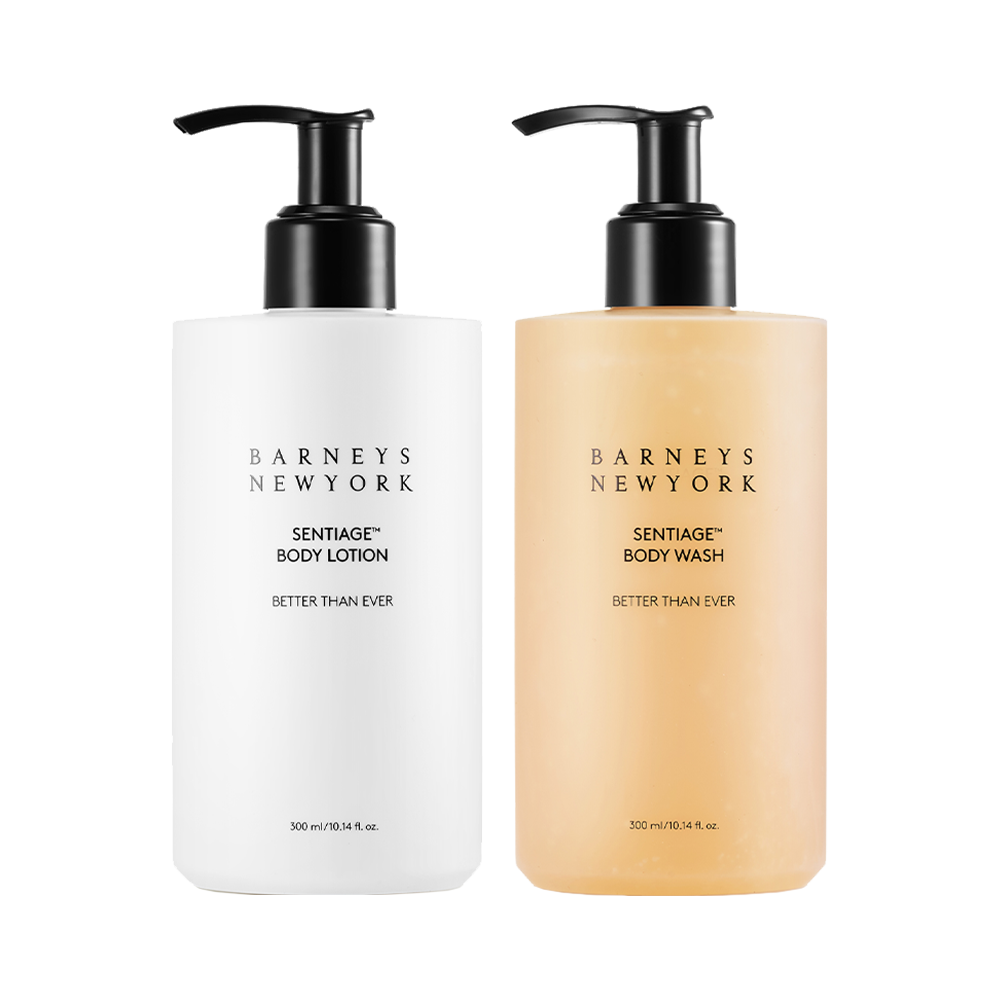 BARNEYS
NEWYORK
SENTIAGE™
BODY LOTION
BETTER THAN EVER
300 ml/10.14 fl. oz.
BARNEYS
NEWYORK
SENTIAGE™
BODY WASH
BETTER THAN EVER
300 ml/10.14 fl. oz.